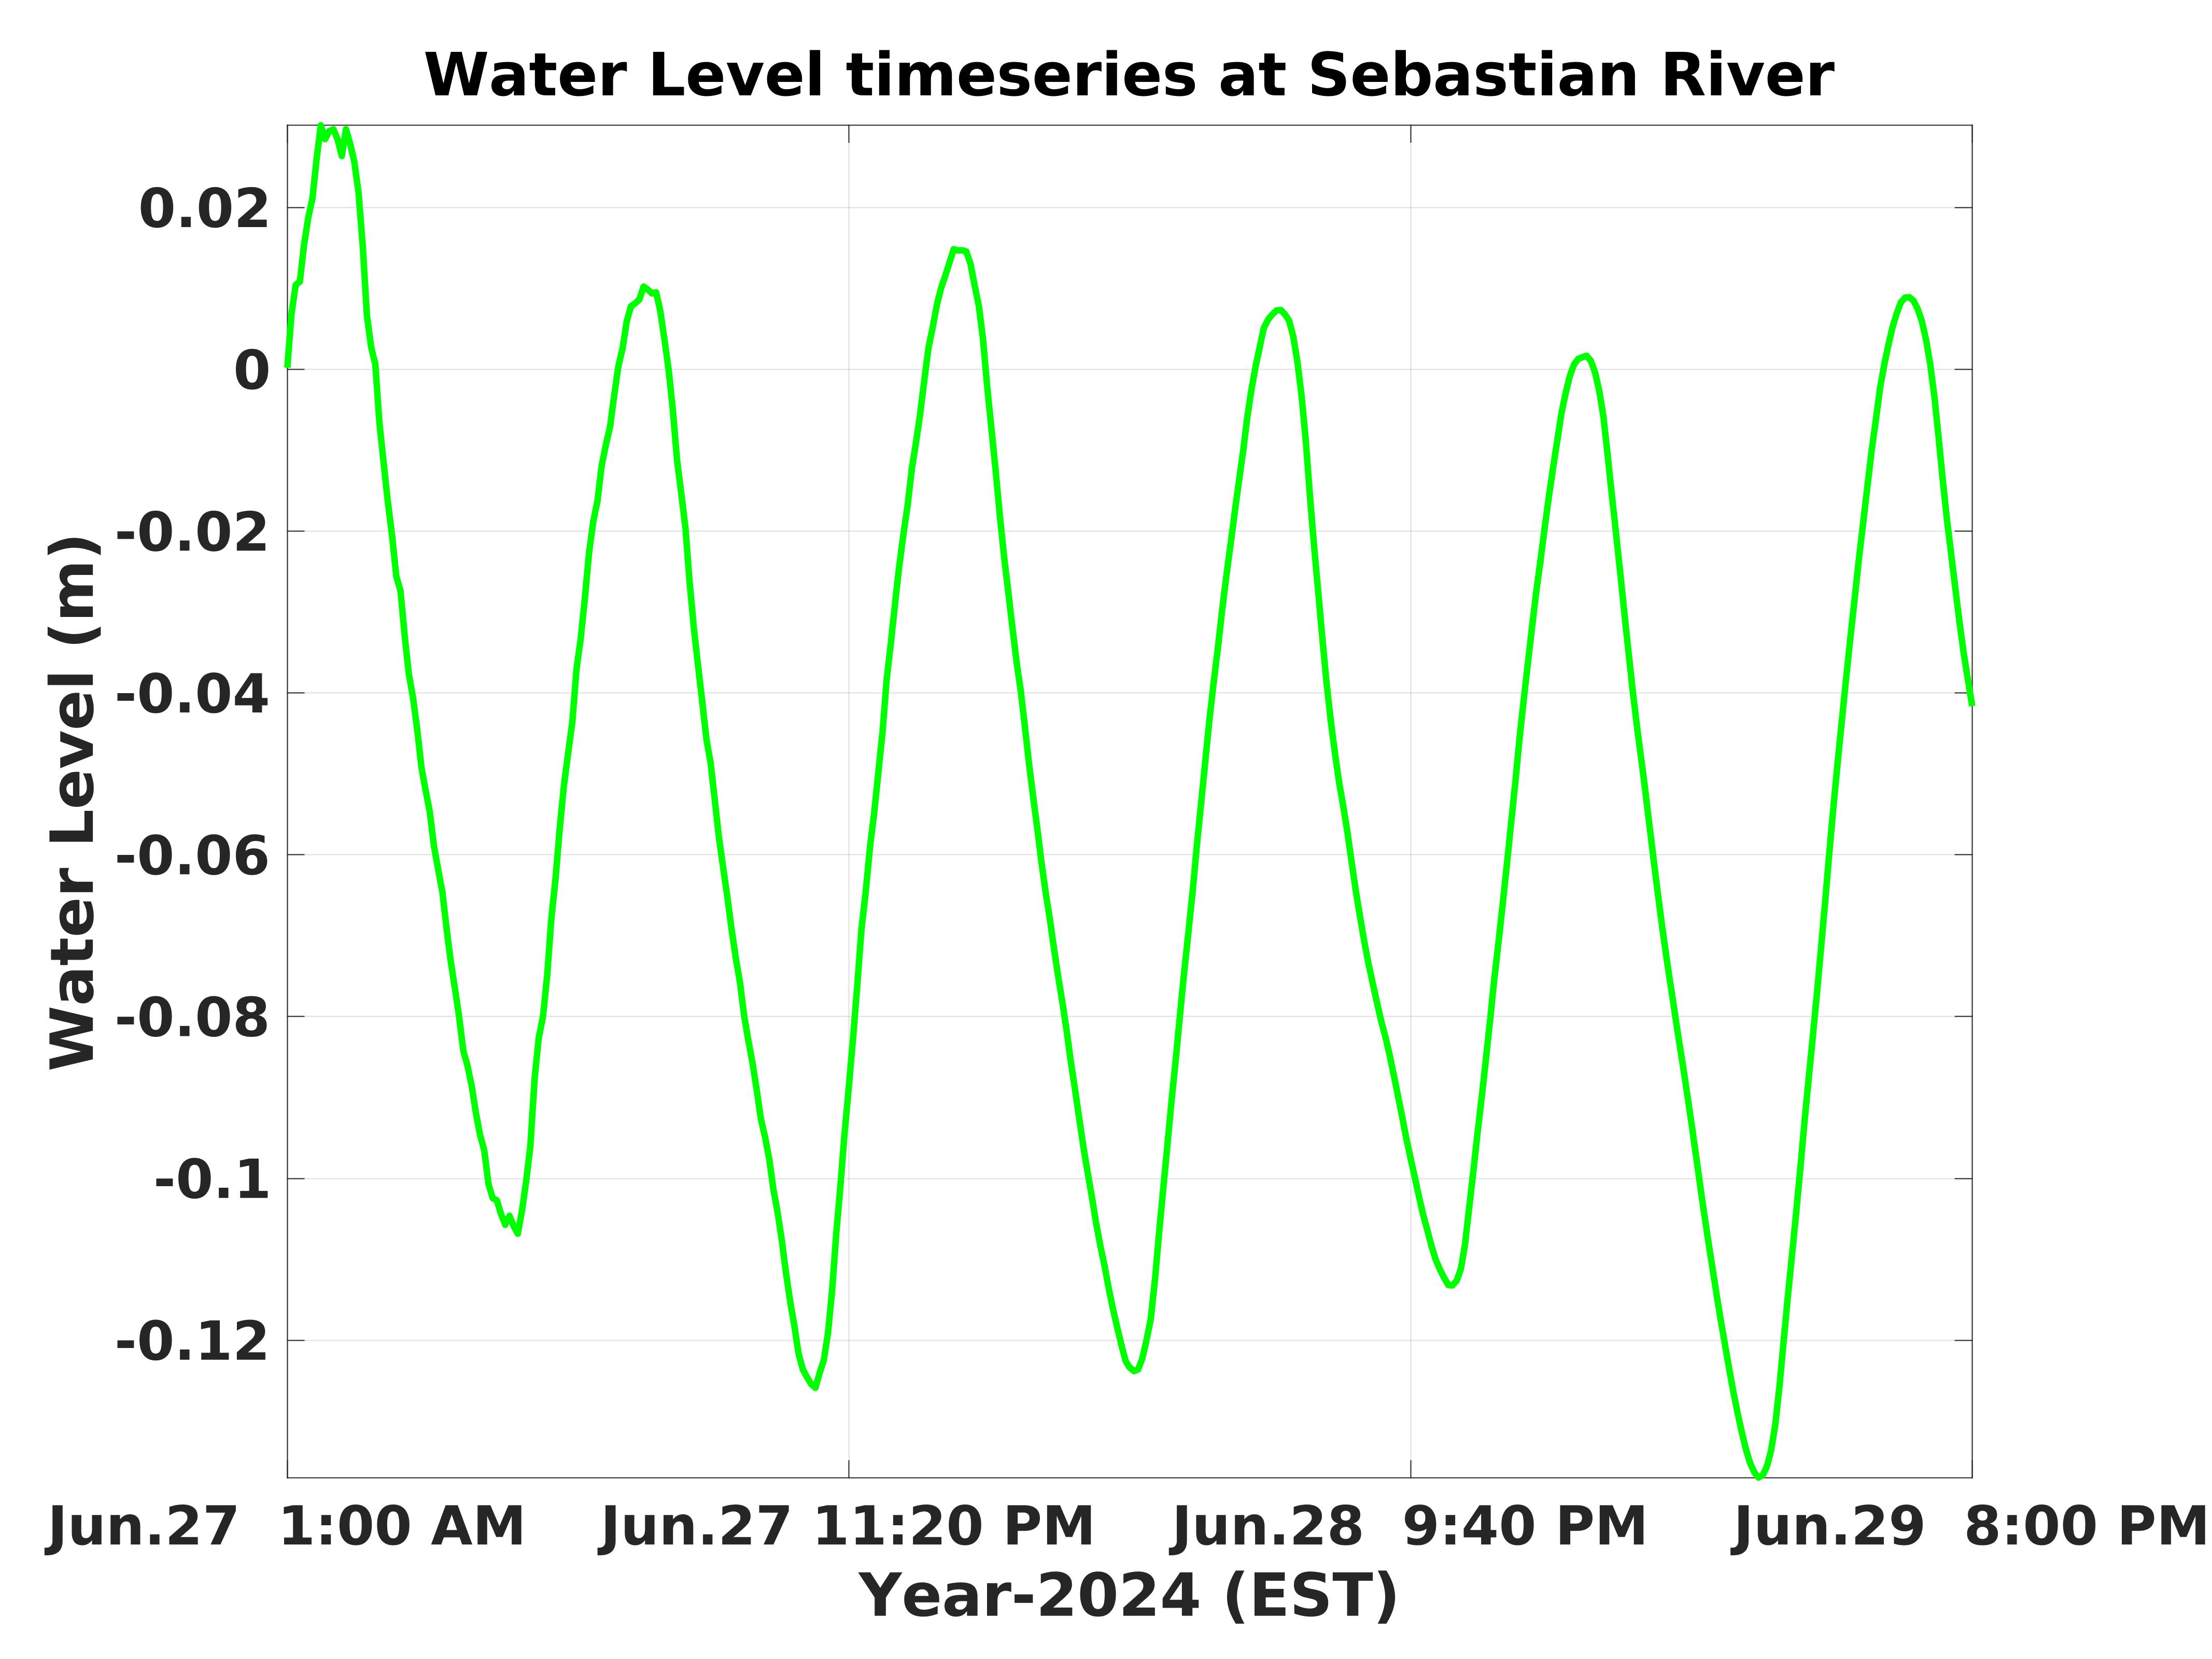 Water Level timeseries at Sebastian River
Water Level (m)
0.02
0
-0.02
-0.04
-0.06
-0.08
-0.1
-0.12
Jun.27 1:00 AM
Jun.27 11:20 PM
Jun.28 9:40 PM
Jun.29 8:00 PM
Year-2024 (EST)